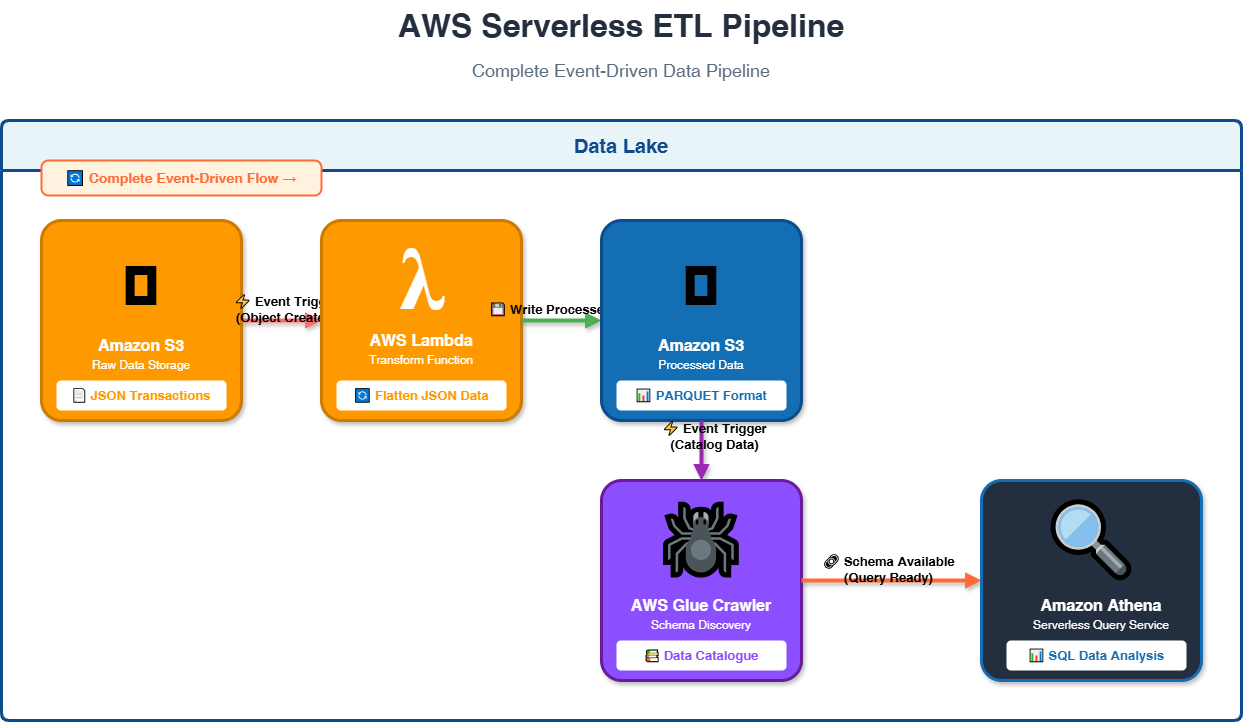 AWS Serverless ETL Pipeline
Complete Event-Driven Data Pipeline
Data Lake
Complete Event-Driven Flow →
Event Trig
(Object Create
Amazon S3
Raw Data Storage
JSON Transactions
λ
AWS Lambda
Transform Function
Flatten JSON Data
Write Processe
Amazon S3
Processed Data
PARQUET Format
Event Trigger
(Catalog Data)
AWS Glue Crawler
Schema Discovery
Data Catalogue
Schema Available
(Query Ready)
Amazon Athena
Serverless Query Service
SQL Data Analysis